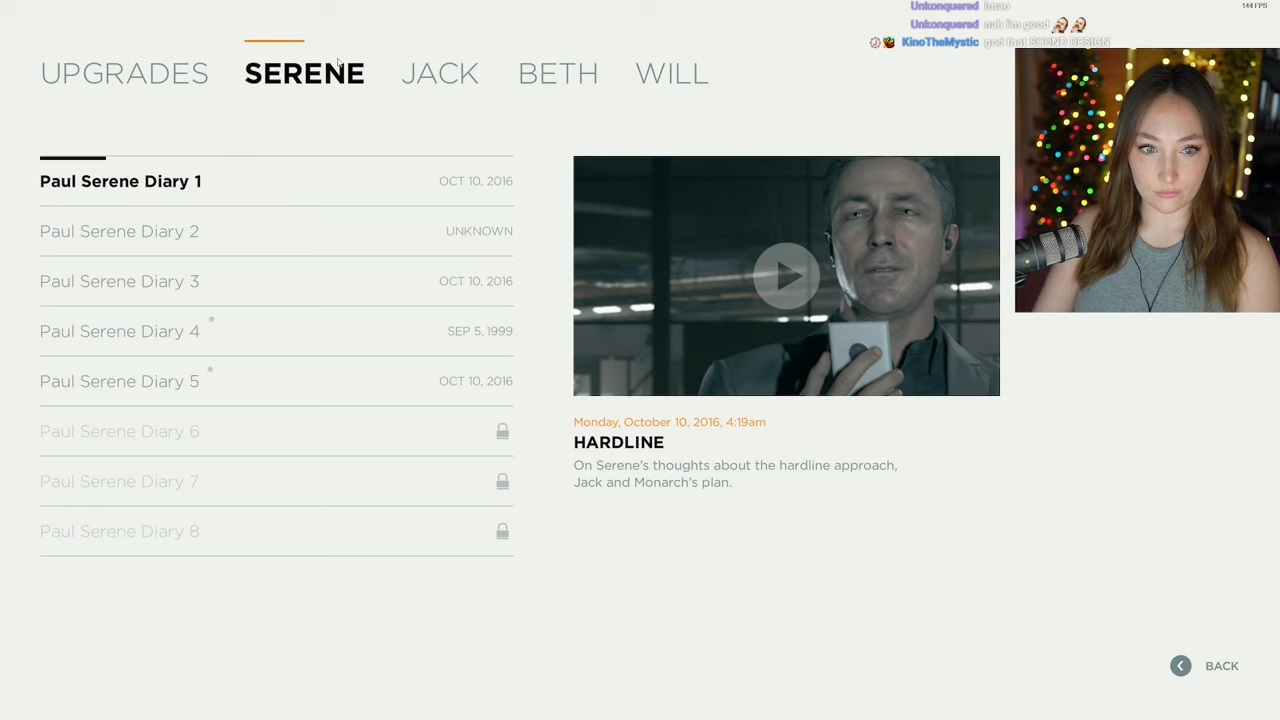 Unkonquered lmao
Unkonquered nah i'm good
KinoTheMystic god that SOUND DESIGN
144 FPS
UPGRADES SERENE JACK BETH WILL
Paul Serene Diary 1 OCT 10, 2016
Paul Serene Diary 2 UNKNOWN
Paul Serene Diary 3 OCT 10, 2016
Paul Serene Diary 4 SEP 5, 1999
Paul Serene Diary 5 OCT 10, 2016
Paul Serene Diary 6
Paul Serene Diary 7
Paul Serene Diary 8
Monday, October 10, 2016, 4:19am
HARDLINE
On Serene's thoughts about the hardline approach,
Jack and Monarch's plan.
BACK